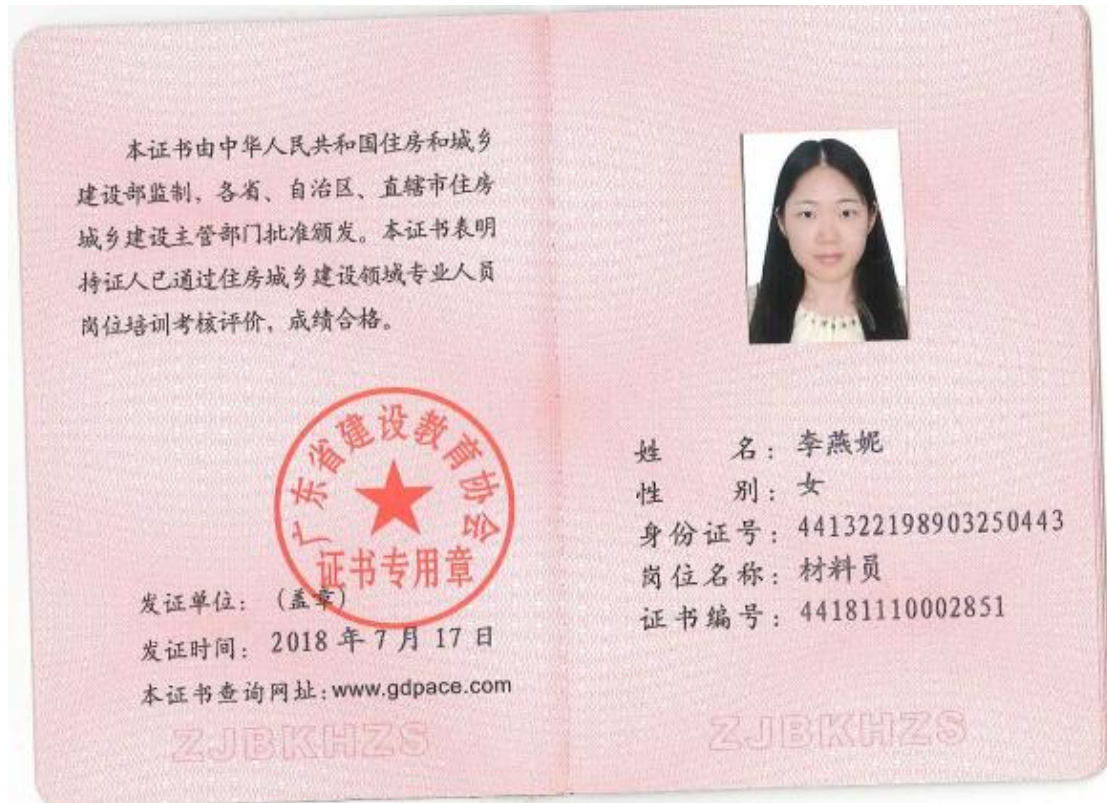 本证书由中华人民共和国住房和城乡
建设部监制，各省、自治区、直辖市住房
城乡建设主管部门批准颁发。本证书表明
持证人已通过住房城乡建设领域专业人员
岗位培训考核评价，成绩合格。
广东省建设教育协会
证书专用章
发证单位：（盖章）
发证时间：2018 年 7 月 17 日
本证书查询网址：www.gdpace.com
ZJBKHZS
姓 名：李燕妮
性 别：女
身份证号：441322198903250443
岗位名称：材料员
证书编号：44181110002851
ZJBKHZS